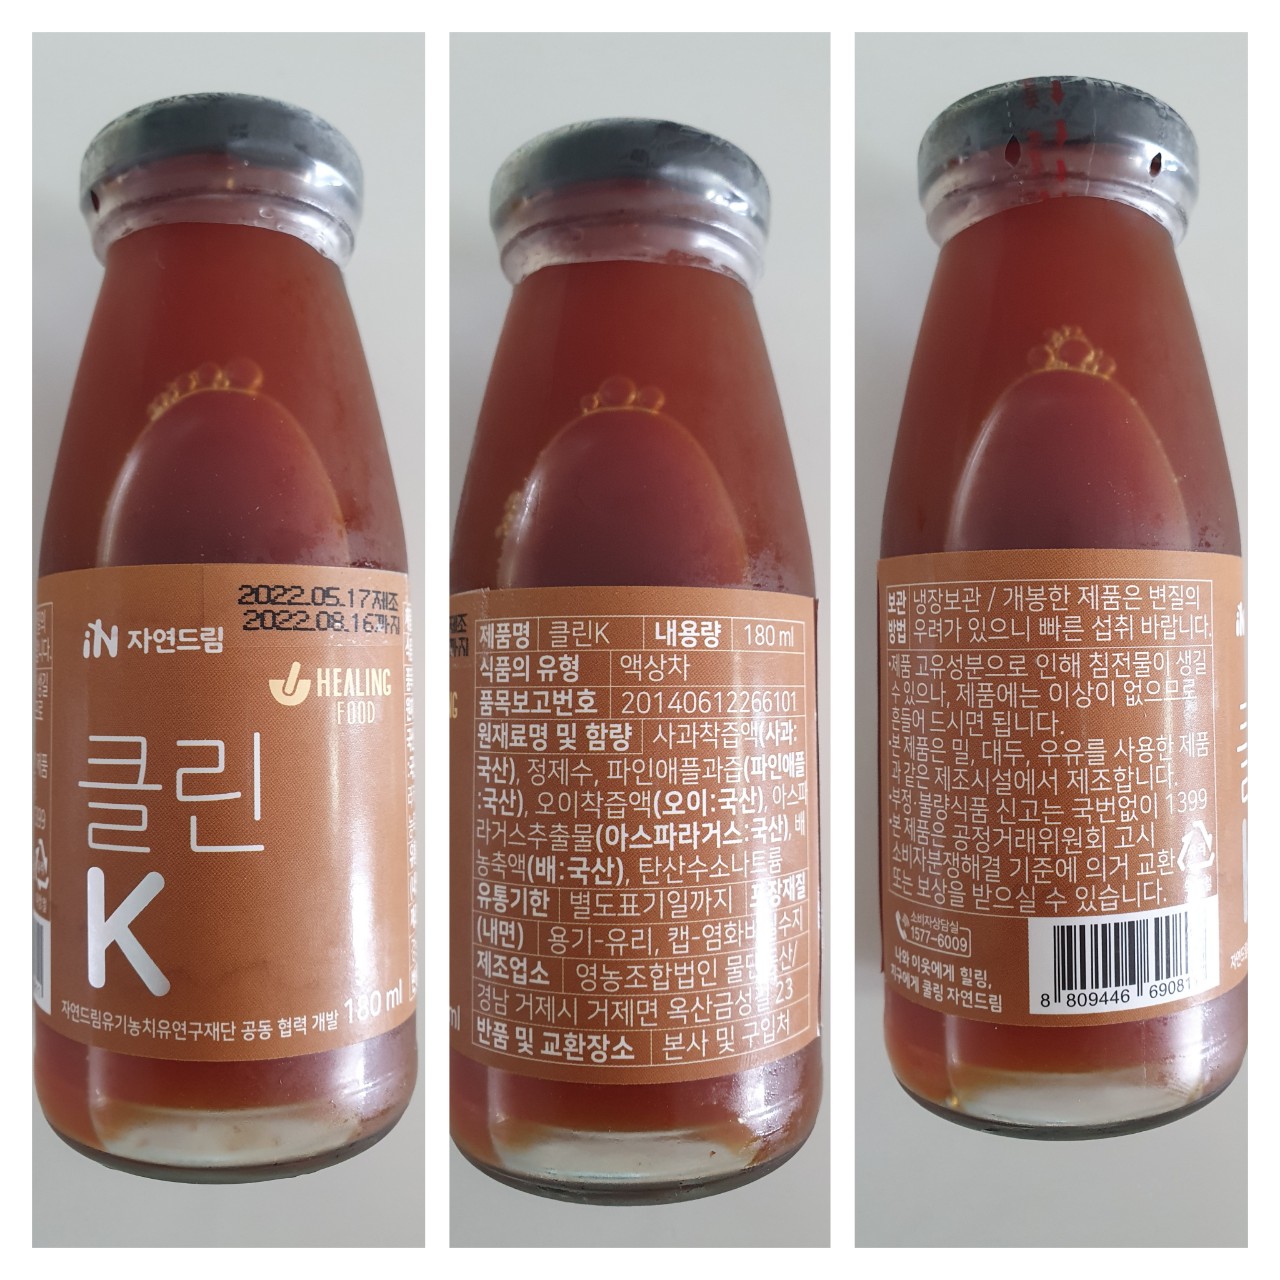 2022.05.17제조
2022.08.16까지
iN 자연드림
HEALING
FOOD
클린
K
자연드림유기농치유연구재단 공동 협력 개발 180 ml
제품명 클린K 내용량 180 ml
식품의 유형 액상차
품목보고번호 20140612266101
원재료명 및 함량 사과착즙액(사과:
국산), 정제수, 파인애플과즙(파인애플
:국산), 오이착즙액(오이:국산), 아스파
라거스추출물(아스파라거스:국산), 배
농축액(배:국산), 탄산수소나트륨
유통기한 별도표기일까지 포장재질
(내면) 용기-유리, 캡-염화비닐수지
제조업소 영농조합법인
경남 거제시 거제면 옥산금성길 23
반품 및 교환장소 본사 및 구입처
보관 냉장보관 / 개봉한 제품은 변질의
방법 우려가 있으니 빠른 섭취 바랍니다.
•제품 고유성분으로 인해 침전물이 생길
수 있으나, 제품에는 이상이 없으므로
흔들어 드시면 됩니다.
•본 제품은 밀, 대두, 우유를 사용한 제품
과 같은 제조시설에서 제조합니다.
•부정·불량식품 신고는 국번없이 1399
•본 제품은 공정거래위원회 고시
소비자분쟁해결 기준에 의거 교환
또는 보상을 받으실 수 있습니다.
소비자상담실
1577-6009
나와 이웃에게 힐링,
지구에게 쿨링 자연드림
8 809446 69081